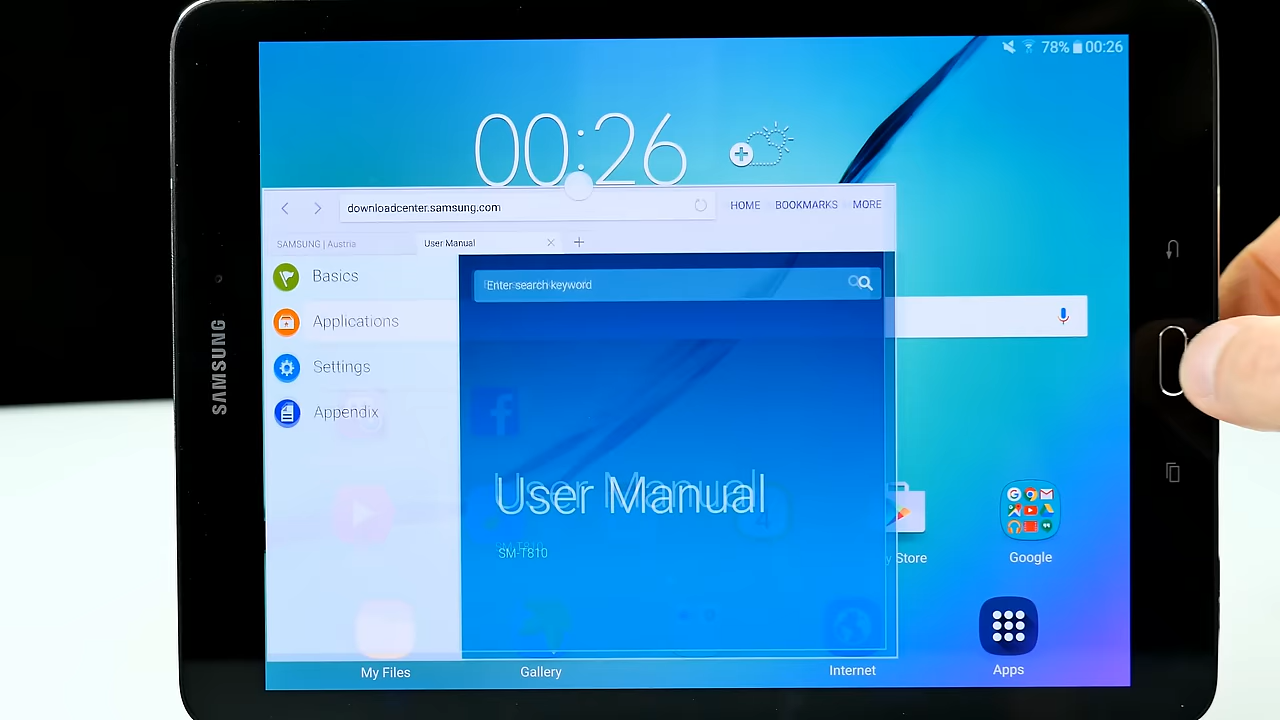 78% 00:26
00:26
downloadcenter.samsung.com
HOME BOOKMARKS MORE
SAMSUNG | Austria
User Manual
Basics
Enter search keyword
Applications
Settings
Appendix
SAMSUNG
User Manual
SM-T810
Store
Google
My Files
Gallery
Internet
Apps